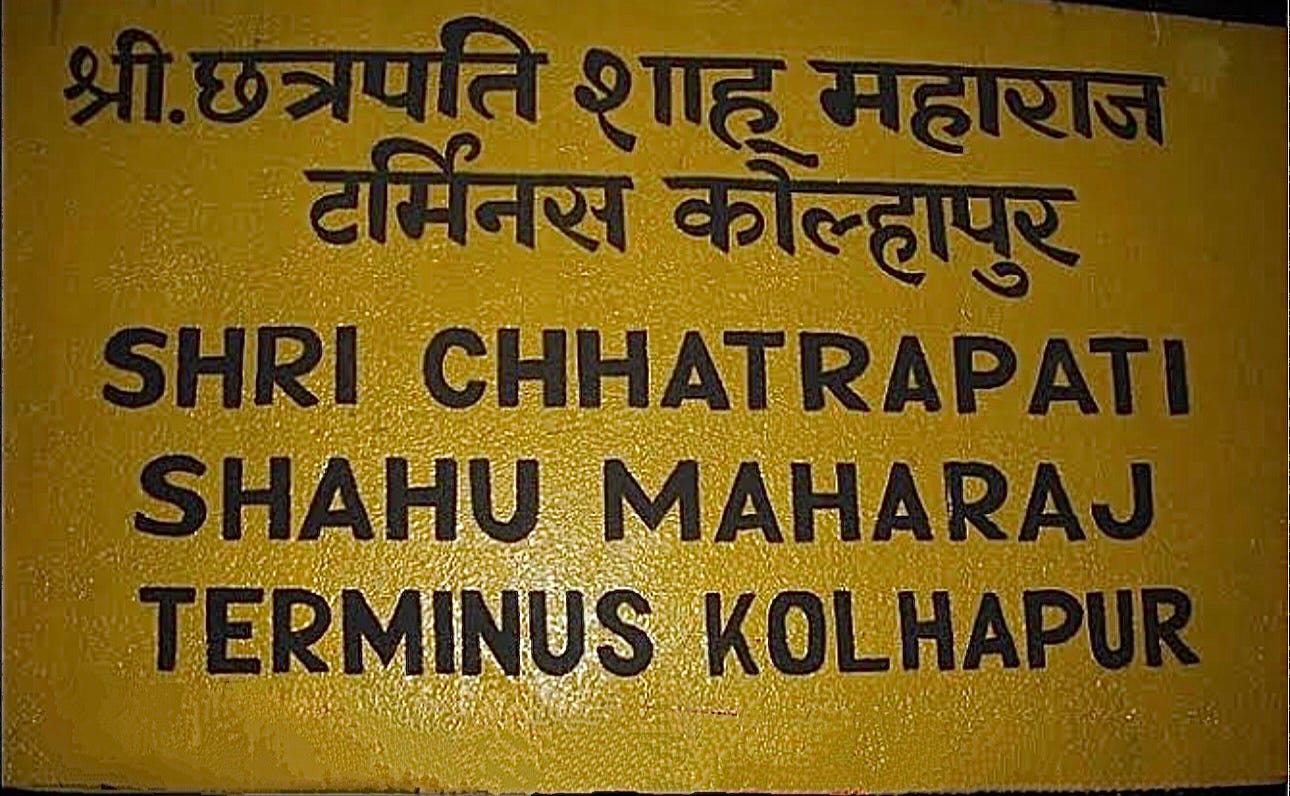 श्री.छत्रपति शाहू महाराज
टर्मिनस कोल्हापुर
SHRI CHHATRAPATI
SHAHU MAHARAJ
TERMINUS KOLHAPUR